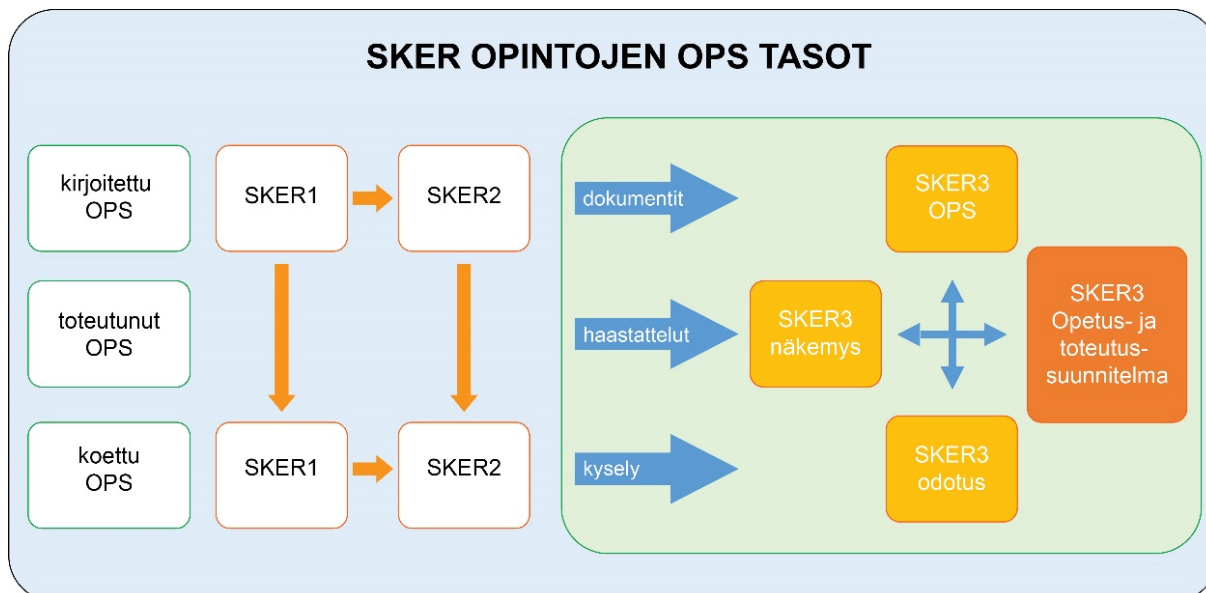 SKER OPINTOJEN OPS TASOT
kirjoitettu
OPS
SKER1
SKER2
dokumentit
SKER3
OPS
toteutunut
OPS
haastattelut
SKER3
näkemys
SKER3
Opetus- ja
toteutus-
suunnitelma
koettu
OPS
SKER1
SKER2
kysely
SKER3
odotus